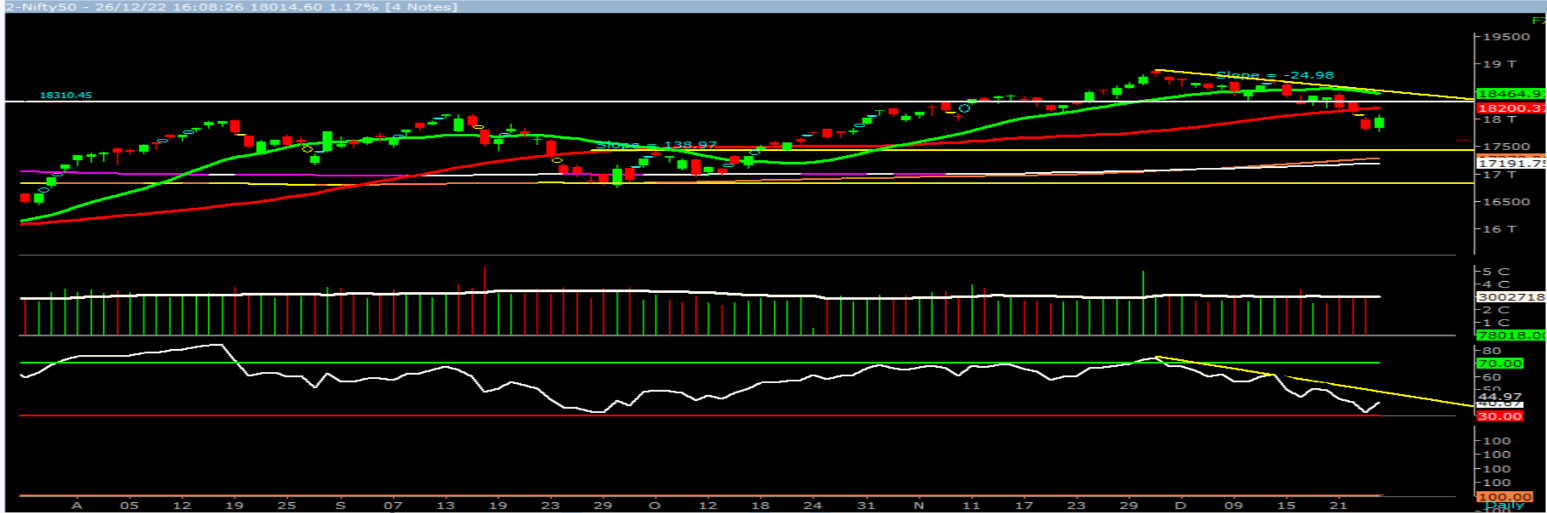 2-Nifty50 - 26/12/22 16:08:26 18014.60 1.17% [4 Notes]
19500
19 T
Slope = -24.98
18310.45
18464.9
18200.37
18 T
Slope = 138.97
17500
17191.75
17 T
16500
16 T
5 C
4 C
3002718
2 C
1 C
78018.00
80
70.00
60
50
44.97
30.00
100
100
100
100
100.00
A 05 12 19 25 S 07 13 19 23 29 O 06 12 18 24 31 N 11 17 23 29 D 09 15 21 Daily